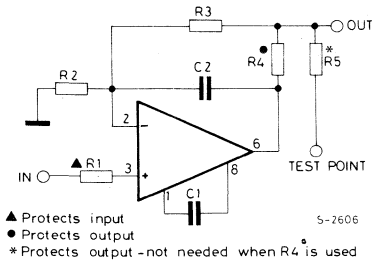 R3
OUT
R2
C2
R4
*
R5
2
6
TEST POINT
IN
R1
3
8
1
C1
S-2606
▲ Protects input
● Protects output
* Protects output -not needed when R4 is used